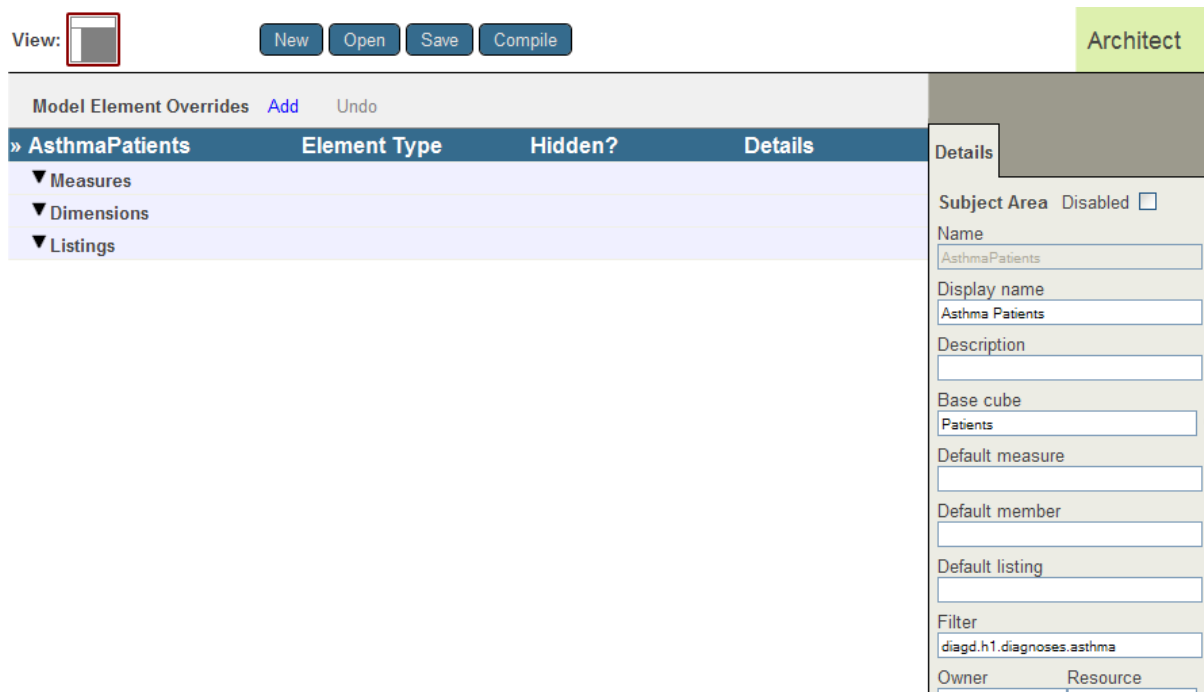 View:
New Open Save Compile
Architect
Model Element Overrides Add Undo
» AsthmaPatients Element Type Hidden? Details
Measures
Dimensions
Listings
Details
Subject Area Disabled
Name
AsthmaPatients
Display name
Asthma Patients
Description
Base cube
Patients
Default measure
Default member
Default listing
Filter
diagd.h1.diagnoses.asthma
Owner Resource